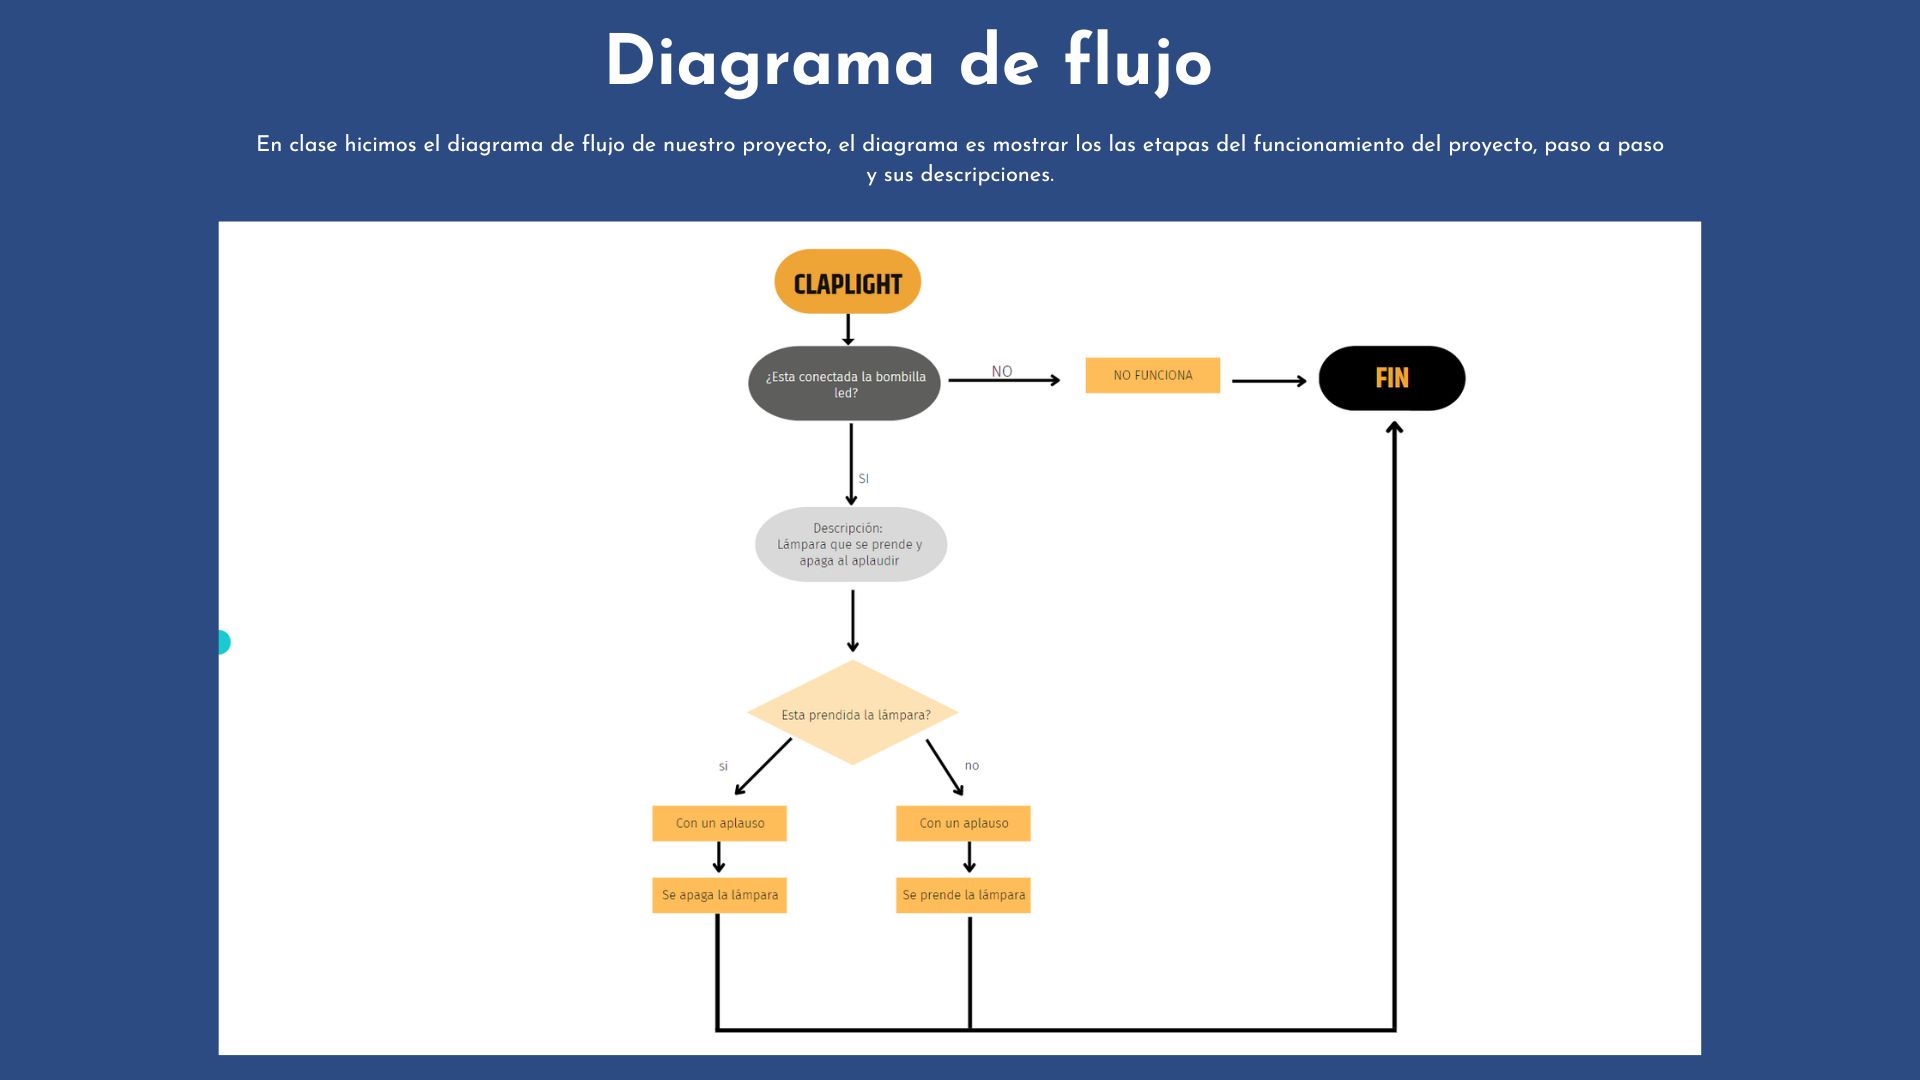 Diagrama de flujo
En clase hicimos el diagrama de flujo de nuestro proyecto, el diagrama es mostrar los las etapas del funcionamiento del proyecto, paso a paso
y sus descripciones.
CLAPLIGHT
¿Esta conectada la bombilla
led?
NO
NO FUNCIONA
FIN
SI
Descripción:
Lámpara que se prende y
apaga al aplaudir
Esta prendida la lámpara?
si
no
Con un aplauso
Con un aplauso
Se apaga la lámpara
Se prende la lámpara